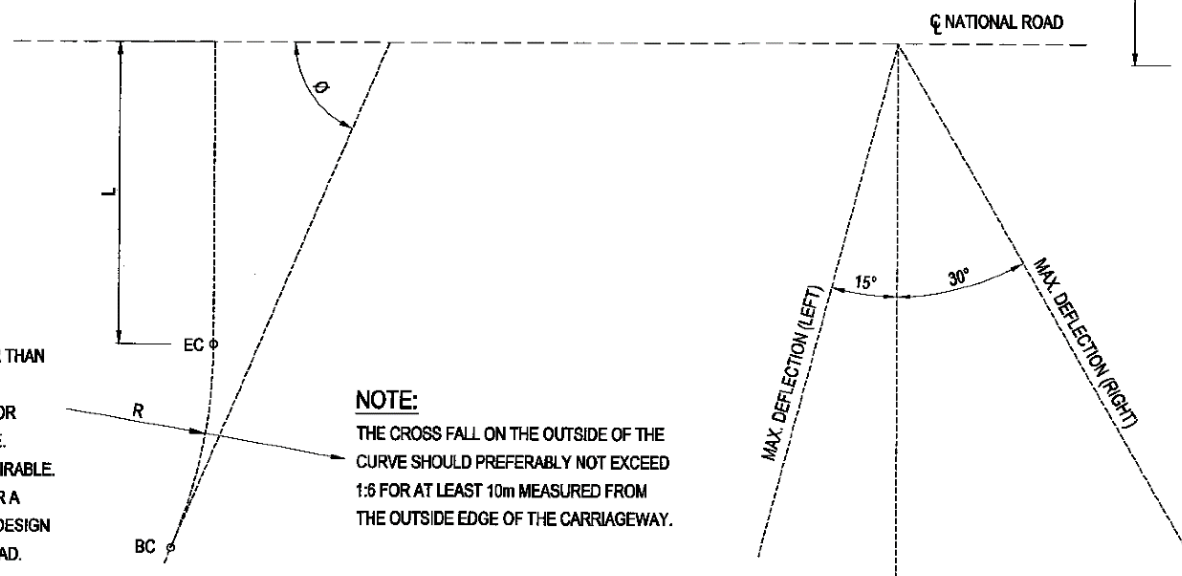 ℄ NATIONAL ROAD
Ø
L
EC
R
BC
THAN
OR
E.
IRABLE.
R A
DESIGN
AD.
NOTE:
THE CROSS FALL ON THE OUTSIDE OF THE
CURVE SHOULD PREFERABLY NOT EXCEED
1:6 FOR AT LEAST 10m MEASURED FROM
THE OUTSIDE EDGE OF THE CARRIAGEWAY.
15°
30°
MAX. DEFLECTION (LEFT)
MAX. DEFLECTION (RIGHT)